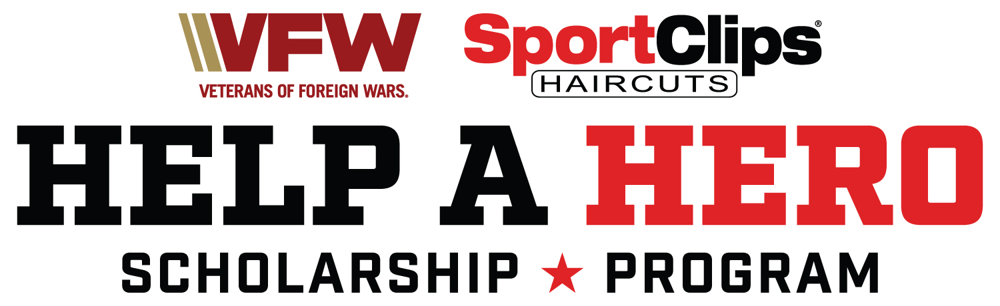 VFW SportClips®
VETERANS OF FOREIGN WARS® HAIRCUTS
HELP A HERO
SCHOLARSHIP ★ PROGRAM